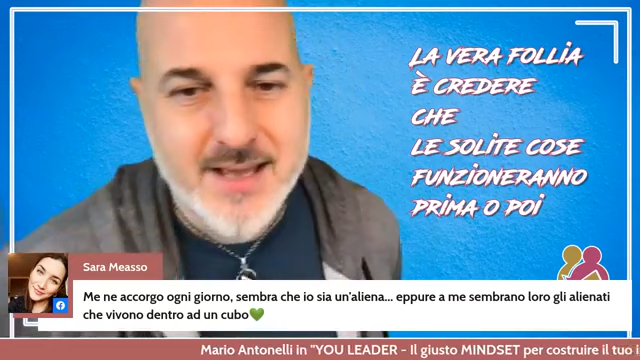 LA VERA FOLLIA
È CREDERE
CHE
LE SOLITE COSE
FUNZIONERANNO
PRIMA O POI
Sara Measso
Me ne accorgo ogni giorno, sembra che io sia un'aliena... eppure a me sembrano loro gli alienati
che vivono dentro ad un cubo💚
Mario Antonelli in "YOU LEADER - Il giusto MINDSET per costruire il tuo i